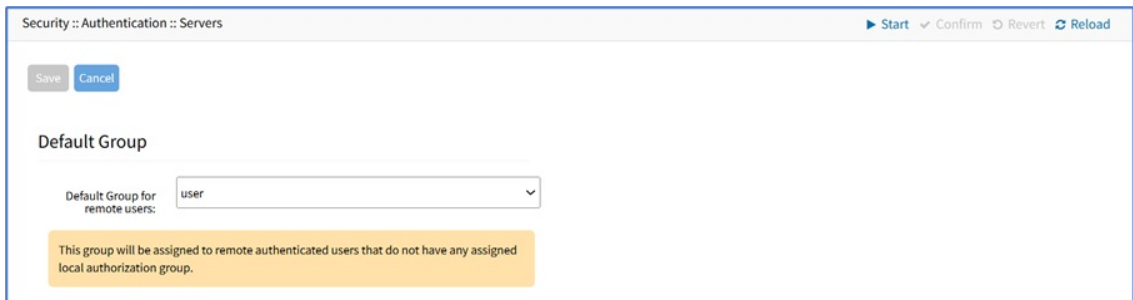 Security :: Authentication :: Servers
Start Confirm Revert Reload
Save Cancel
Default Group
Default Group for
remote users:
user
This group will be assigned to remote authenticated users that do not have any assigned
local authorization group.